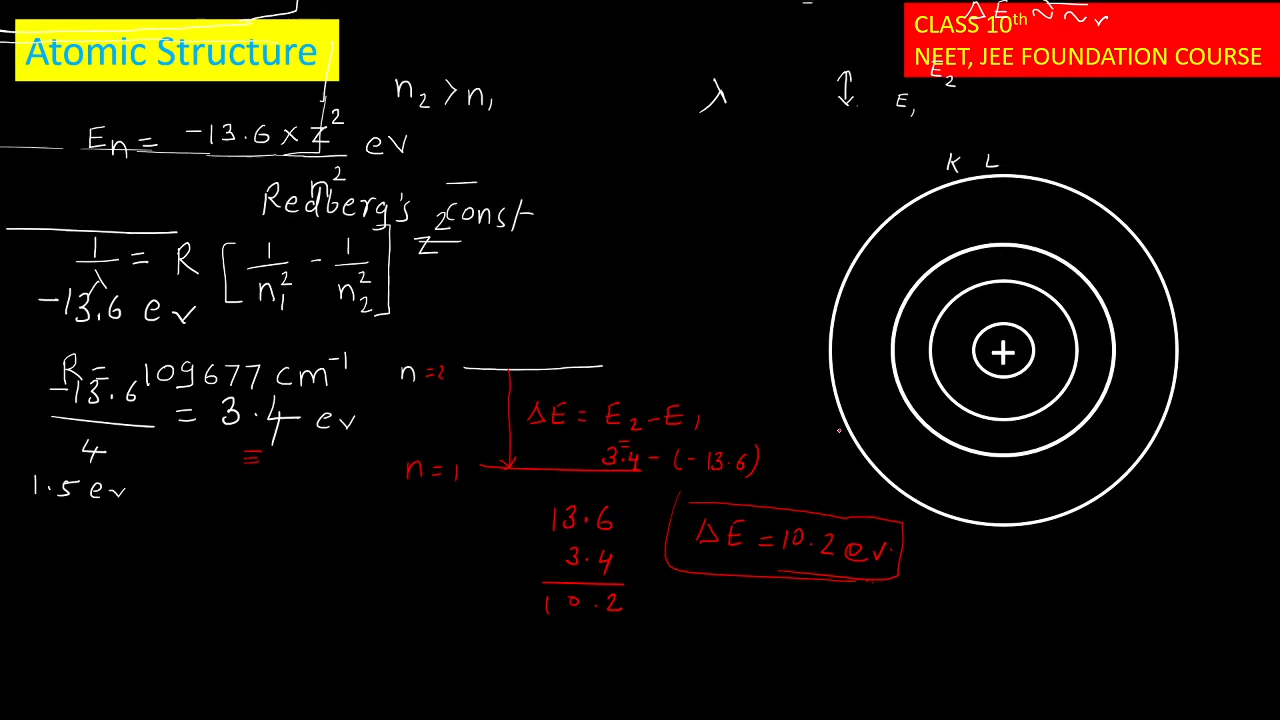 Atomic Structure
CLASS 10th
NEET, JEE FOUNDATION COURSE
ΔE
n₂ > n₁
λ
E₂
E₁
Eₙ = -13.6 x Z² / n² ev
K L
Redberg's const
1/λ = R [1/n₁² - 1/n₂²] Z²
-13.6 ev
R = 109677 cm⁻¹
-13.6 / 4 = 3.4 ev
1.5 ev
n = 2
ΔE = E₂ - E₁
-3.4 - (-13.6)
n = 1
13.6
3.4
10.2
ΔE = 10.2 ev
+